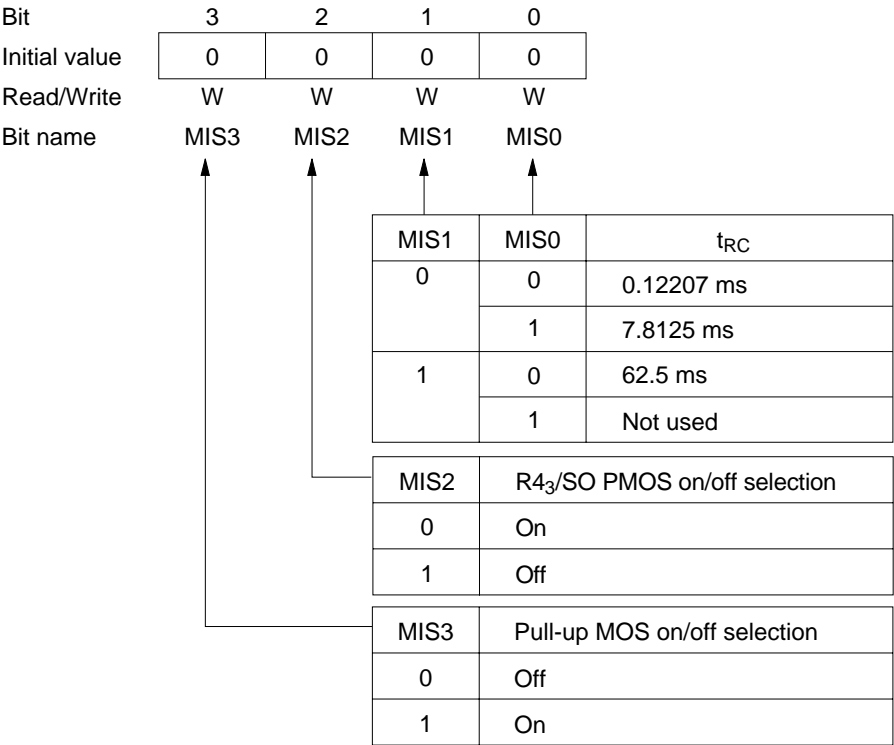 Bit 3 2 1 0
Initial value 0 0 0 0
Read/Write W W W W
Bit name MIS3 MIS2 MIS1 MIS0
MIS1 MIS0 tRC
0 0 0.12207 ms
1 7.8125 ms
1 0 62.5 ms
1 Not used
MIS2 R43/SO PMOS on/off selection
0 On
1 Off
MIS3 Pull-up MOS on/off selection
0 Off
1 On